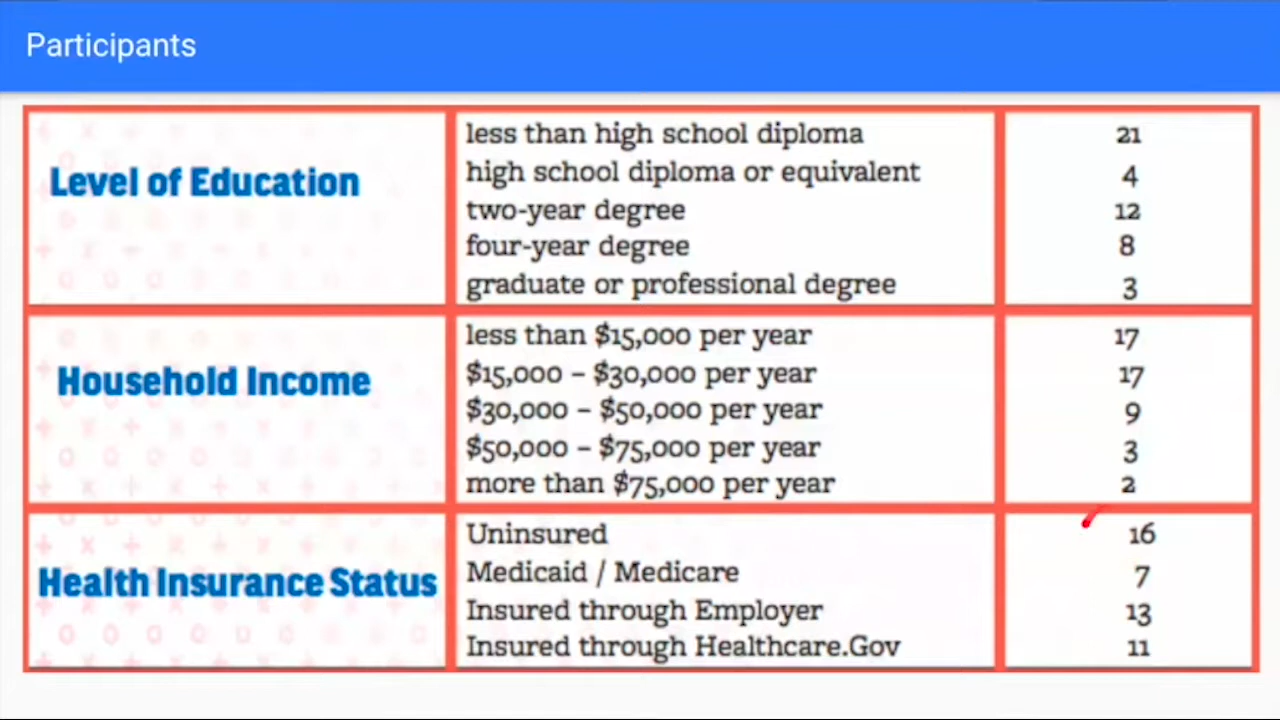 Participants
Level of Education
less than high school diploma 21
high school diploma or equivalent 4
two-year degree 12
four-year degree 8
graduate or professional degree 3
Household Income
less than $15,000 per year 17
$15,000 – $30,000 per year 17
$30,000 – $50,000 per year 9
$50,000 – $75,000 per year 3
more than $75,000 per year 2
Health Insurance Status
Uninsured 16
Medicaid / Medicare 7
Insured through Employer 13
Insured through Healthcare.Gov 11